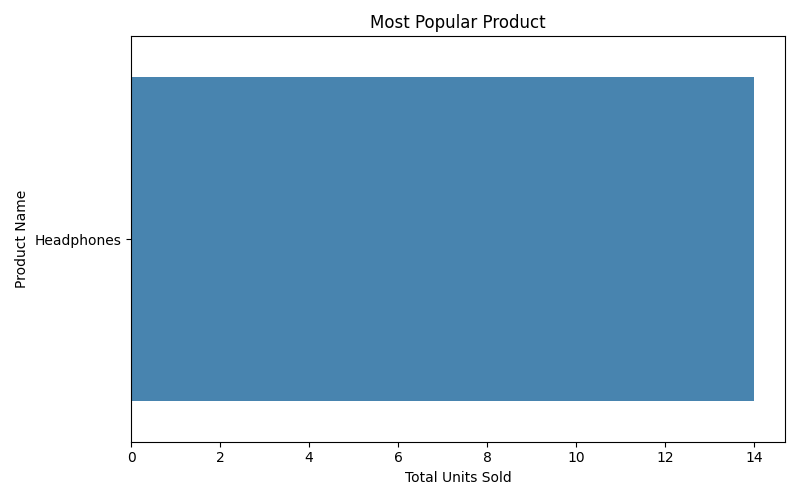 Most Popular Product
Product Name
Headphones
0 2 4 6 8 10 12 14
Total Units Sold